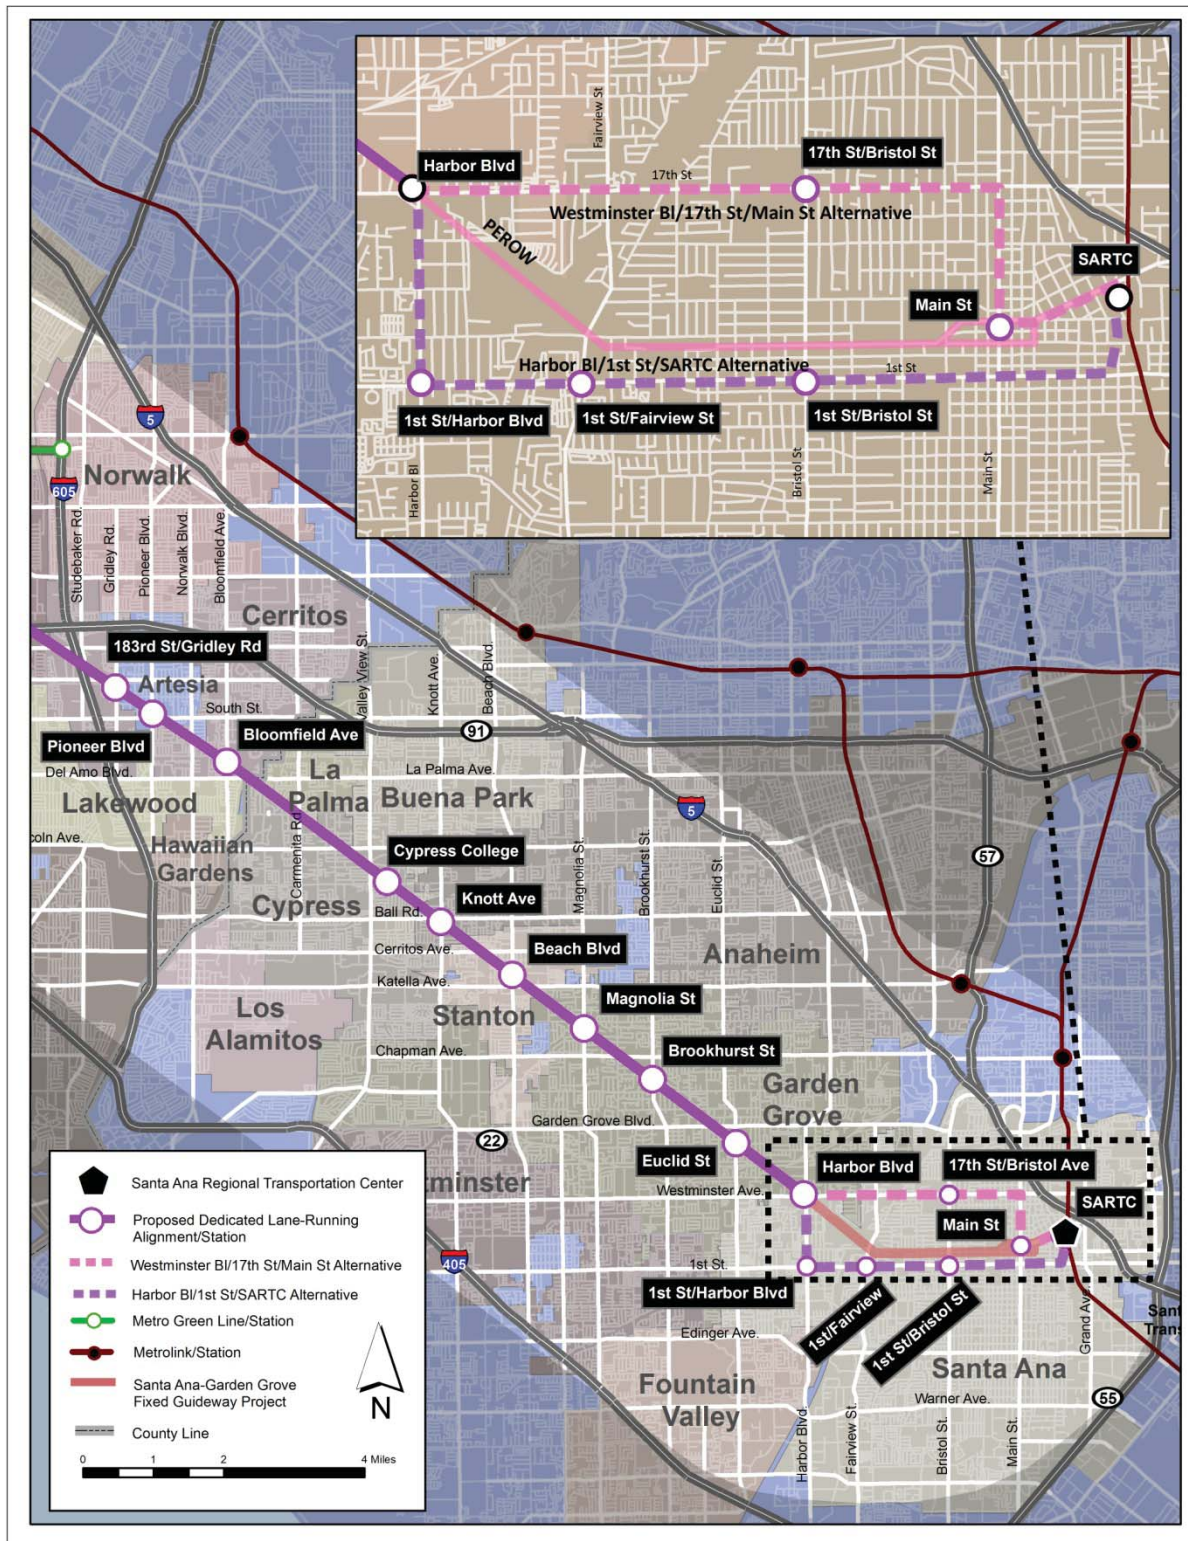 Fairview St
Harbor Blvd
17th St
17th St/Bristol St
Westminster Bl/17th St/Main St Alternative
PEROW
SARTC
Main St
Harbor Bl/1st St/SARTC Alternative
1st St
1st St/Harbor Blvd
1st St/Fairview St
1st St/Bristol St
Harbor Bl
Bristol St
Main St
5
Norwalk
605
Studebaker Rd.
Gridley Rd.
Pioneer Blvd.
Norwalk Blvd.
Bloomfield Ave.
Cerritos
183rd St/Gridley Rd
Valley View St.
Knott Ave.
Beach Blvd.
Artesia
South St.
Pioneer Blvd
Bloomfield Ave
91
Del Amo Blvd.
La
Palma
La Palma Ave.
Lakewood
Buena Park
5
coln Ave.
Hawaiian
Gardens
Carmenita Rd
Cypress College
Magnolia St.
Brookhurst St.
Euclid St.
57
Cypress
Knott Ave
Ball Rd.
Cerritos Ave.
Beach Blvd
Anaheim
Katella Ave.
Los
Alamitos
Stanton
Magnolia St
Chapman Ave.
Brookhurst St
Garden
Grove
Garden Grove Blvd.
22
Euclid St
Harbor Blvd
17th St/Bristol Ave
tminster
Westminster Ave.
SARTC
Main St
405
1st St.
1st St/Harbor Blvd
1st/Fairview
1st St/Bristol St
Grand Ave.
Sant
Trans
Edinger Ave.
Santa Ana
Fountain
Valley
Warner Ave.
55
Harbor Blvd.
Fairview St.
Bristol St.
Main St.
Santa Ana Regional Transportation Center
Proposed Dedicated Lane-Running
Alignment/Station
Westminster Bl/17th St/Main St Alternative
Harbor Bl/1st St/SARTC Alternative
Metro Green Line/Station
Metrolink/Station
Santa Ana-Garden Grove
Fixed Guideway Project
County Line
N
0 1 2 4 Miles